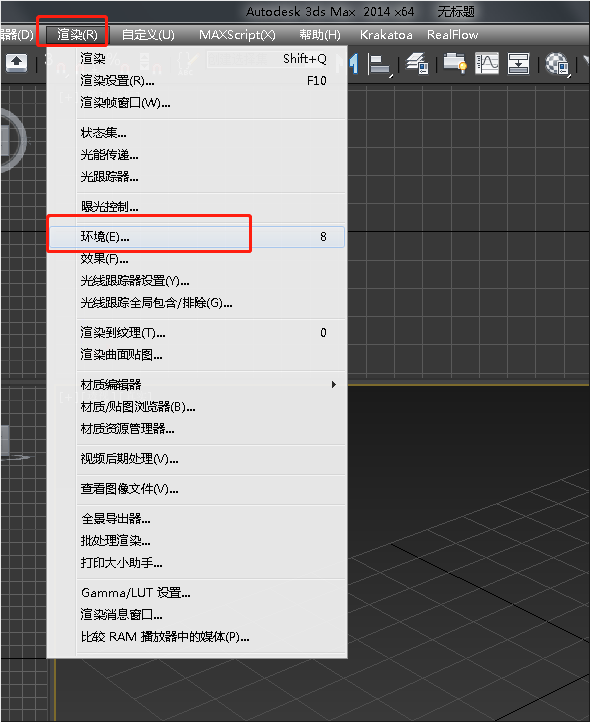 Autodesk 3ds Max 2014 x64 无标题
器(D) 渲染(R) 自定义(U) MAXScript(X) 帮助(H) Krakatoa RealFlow
渲染 Shift+Q
渲染设置(R)... F10
渲染帧窗口(W)...
状态集...
光能传递...
光跟踪器...
曝光控制...
环境(E)... 8
效果(F)...
光线跟踪器设置(Y)...
光线跟踪全局包含/排除(G)...
渲染到纹理(T)... 0
渲染曲面贴图...
材质编辑器
材质/贴图浏览器(B)...
材质资源管理器...
视频后期处理(V)...
查看图像文件(V)...
全景导出器...
批处理渲染...
打印大小助手...
Gamma/LUT 设置...
渲染消息窗口...
比较 RAM 播放器中的媒体(P)...